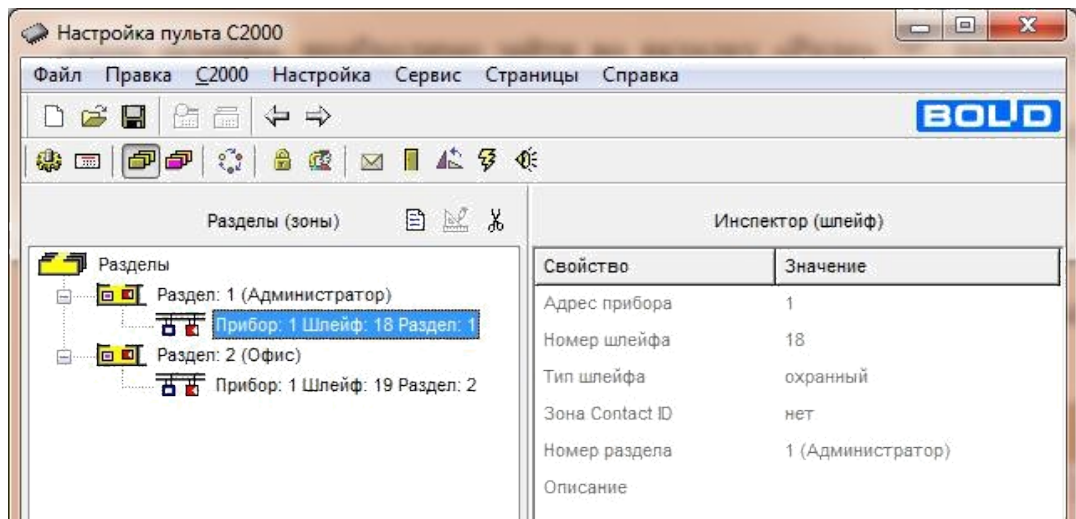 Настройка пульта С2000
Файл Правка С2000 Настройка Сервис Страницы Справка
BOLID
Разделы (зоны)
Разделы
Раздел: 1 (Администратор)
Прибор: 1 Шлейф: 18 Раздел: 1
Раздел: 2 (Офис)
Прибор: 1 Шлейф: 19 Раздел: 2
Инспектор (шлейф)
Свойство Значение
Адрес прибора 1
Номер шлейфа 18
Тип шлейфа охранный
Зона Contact ID нет
Номер раздела 1 (Администратор)
Описание